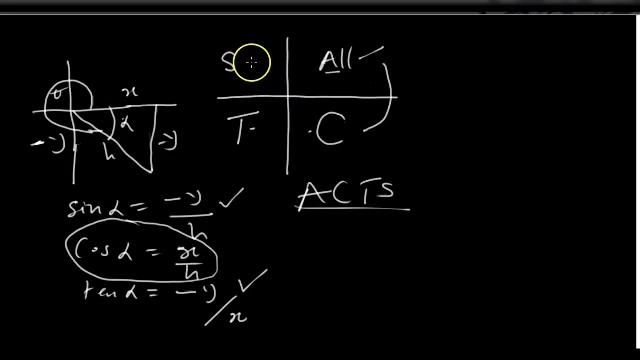 S All
T C
θ x
α
-y h -y
ACTS
sin α = -y/h
cos α = x/h
tan α = -y/x